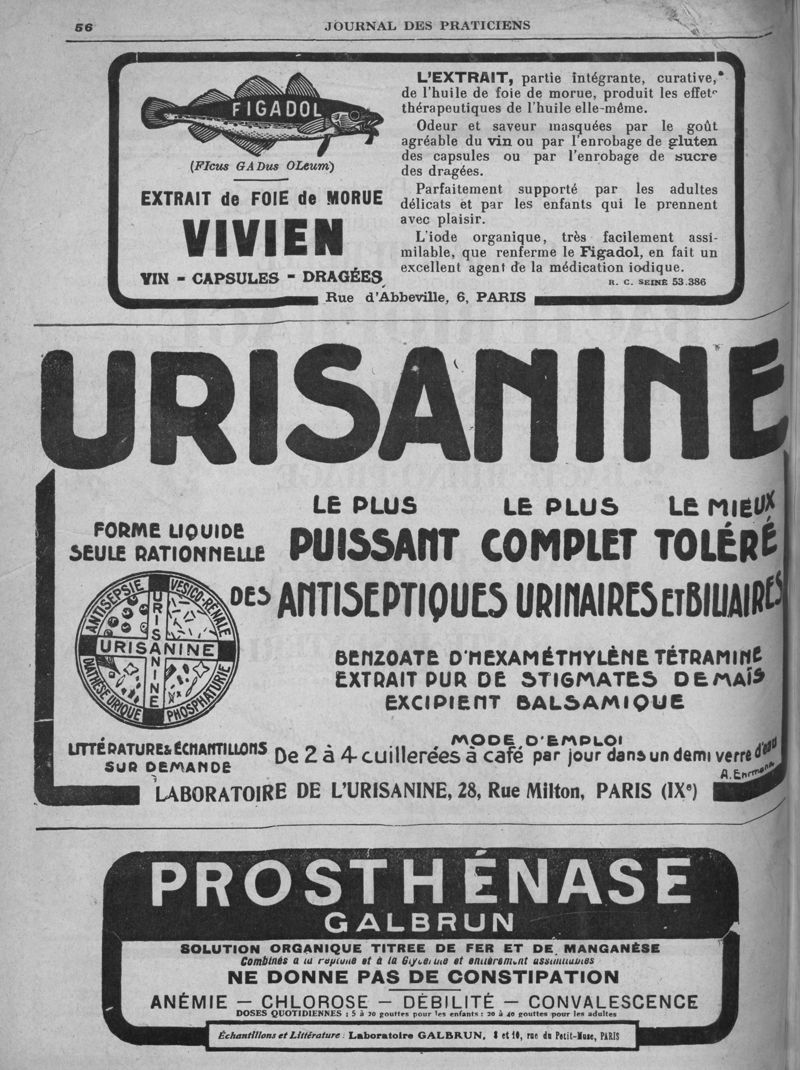 56
JOURNAL DES PRATICIENS
FIGADOL
(FIcus GADus OLeum)
EXTRAIT de FOIE de MORUE
VIVIEN
VIN - CAPSULES - DRAGÉES
L'EXTRAIT, partie intégrante, curative,
de l'huile de foie de morue, produit les effets
thérapeutiques de l'huile elle-même.
Odeur et saveur masquées par le goût
agréable du vin ou par l'enrobage de gluten
des capsules ou par l'enrobage de sucre
des dragées.
Parfaitement supporté par les adultes
délicats et par les enfants qui le prennent
avec plaisir.
L'iode organique, très facilement assi-
milable, que renferme le Figadol, en fait un
excellent agent de la médication iodique.
R. C. SEINE 53.386
Rue d'Abbeville, 6, PARIS
URISANINE
FORME LIQUIDE
SEULE RATIONNELLE
LE PLUS LE PLUS LE MIEUX
PUISSANT COMPLET TOLÉRÉ
DES ANTISEPTIQUES URINAIRES ET BILIAIRES
ANTISEPSIE VESICO-RÉNALE
URISANINE
URISANINE
DIATHÈSE URIQUE PHOSPHATURIE
BENZOATE D'HEXAMÉTHYLÈNE TÉTRAMINE
EXTRAIT PUR DE STIGMATES DE MAÏS
EXCIPIENT BALSAMIQUE
LITTÉRATURE & ÉCHANTILLONS
SUR DEMANDE
MODE D'EMPLOI
De 2 à 4 cuillerées à café par jour dans un demi verre d'eau
A. Ehrmann
LABORATOIRE DE L'URISANINE, 28, Rue Milton, PARIS (IXe)
PROSTHÉNASE
GALBRUN
SOLUTION ORGANIQUE TITREE DE FER ET DE MANGANÈSE
Combinés a la et à la et entièrement assimilables
NE DONNE PAS DE CONSTIPATION
ANÉMIE — CHLOROSE — DÉBILITÉ — CONVALESCENCE
DOSES QUOTIDIENNES : 5 à 20 gouttes pour les enfants : 20 à 40 gouttes pour les adultes
Échantillons et Littérature : Laboratoire GALBRUN, 8 et 10, rue du Petit-Musc, PARIS